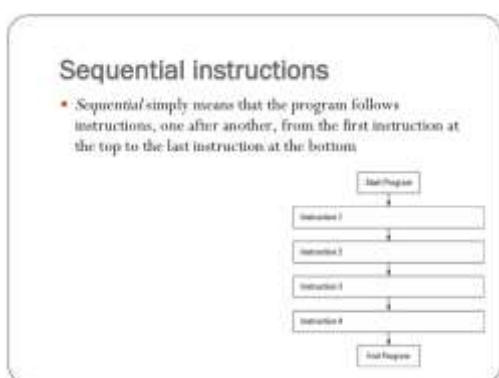 Sequential instructions
• Sequential simply means that the program follows
instructions, one after another, from the first instruction at
the top to the last instruction at the bottom
Start Program
Instruction 1
Instruction 2
Instruction 3
Instruction 4
End Program